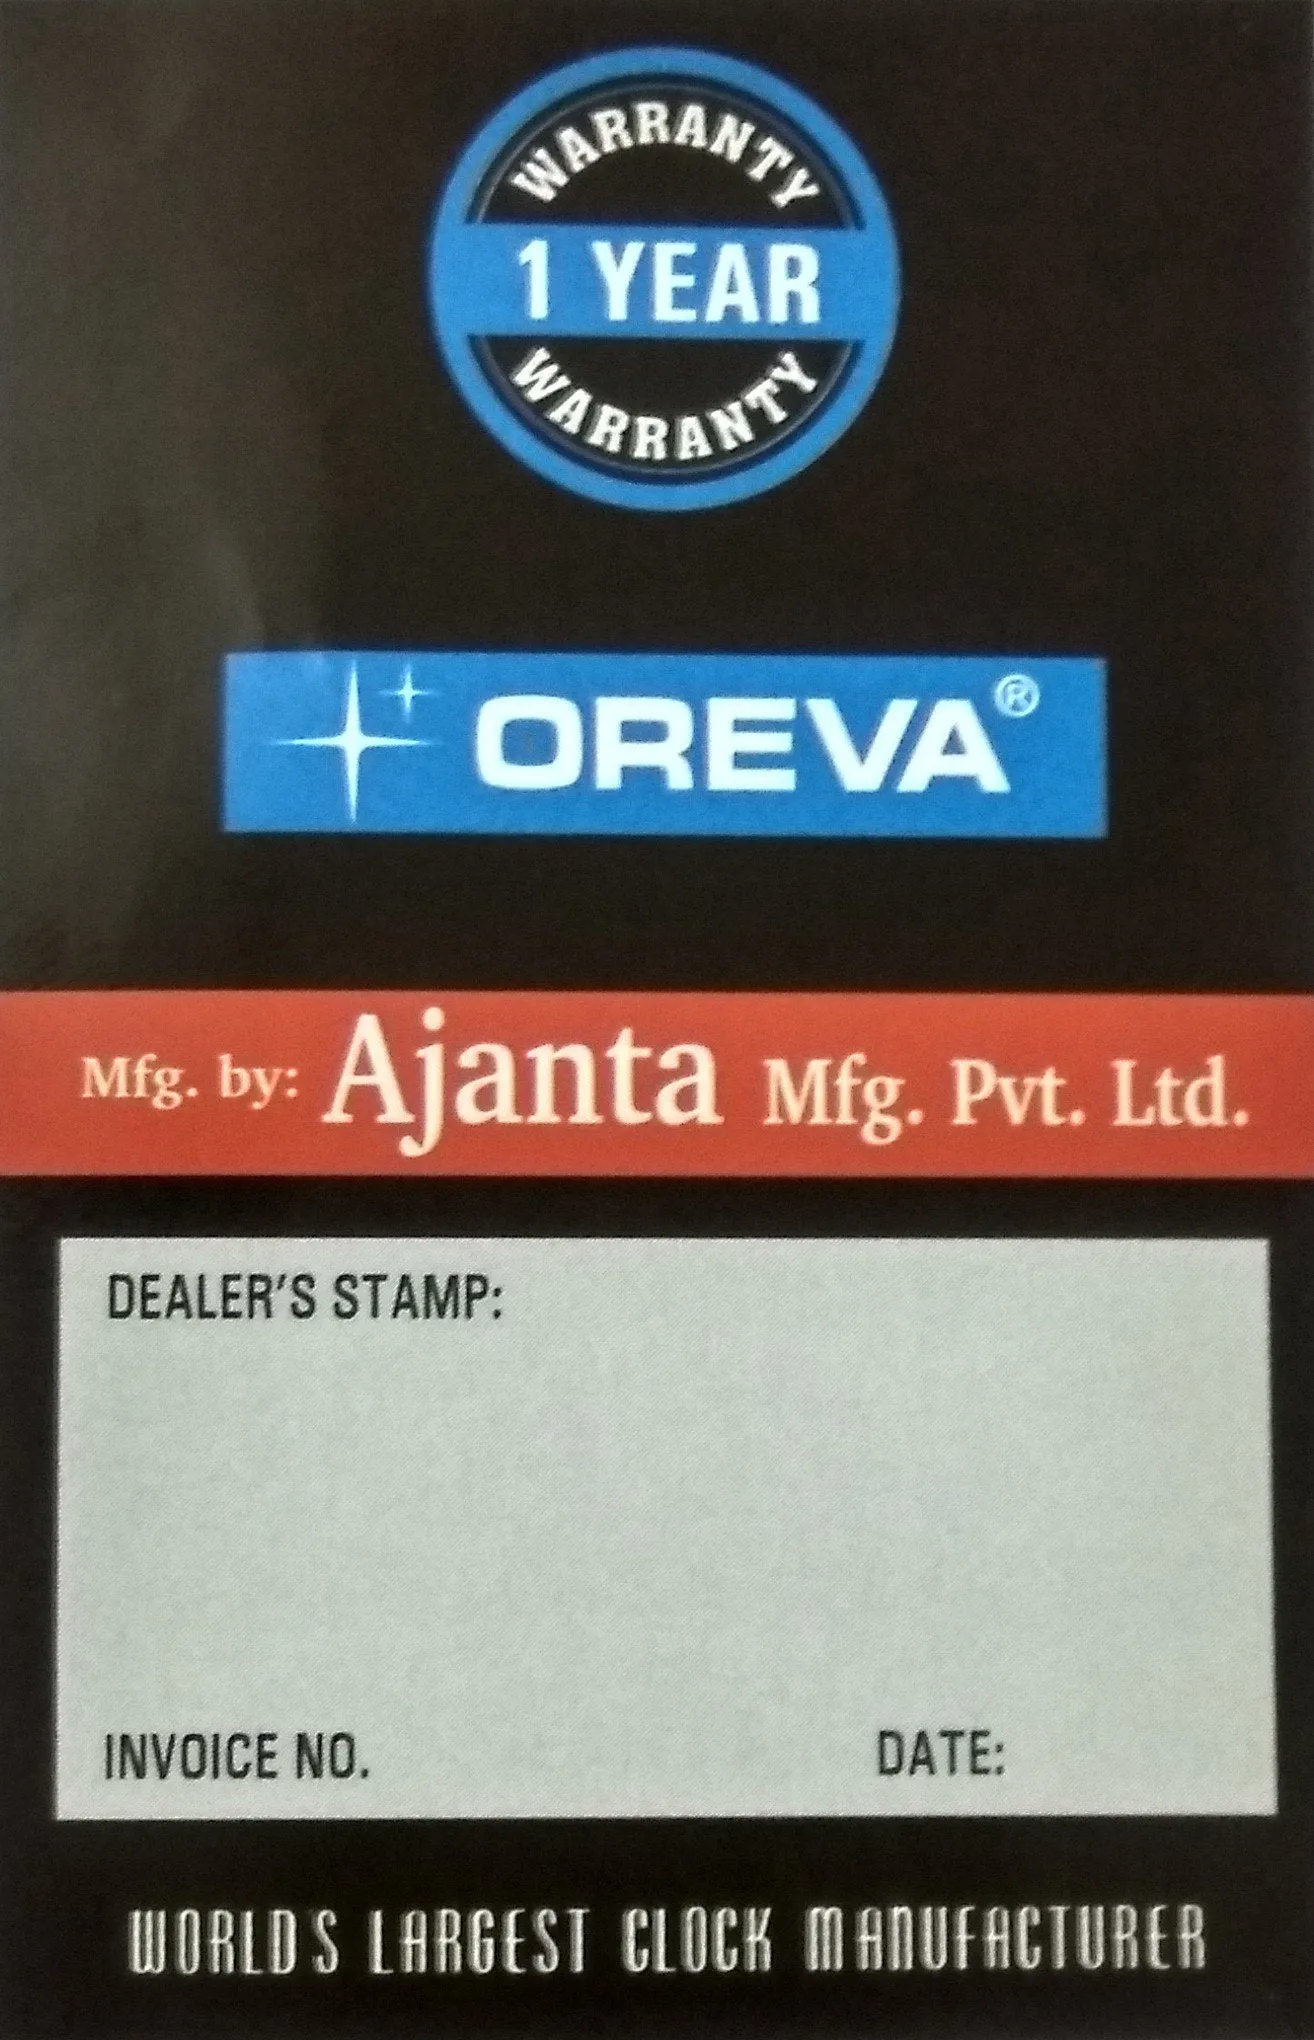 WARRANTY
1 YEAR
WARRANTY
OREVA®
Mfg. by: Ajanta Mfg. Pvt. Ltd.
DEALER'S STAMP:
INVOICE NO. DATE:
WORLD'S LARGEST CLOCK MANUFACTURER